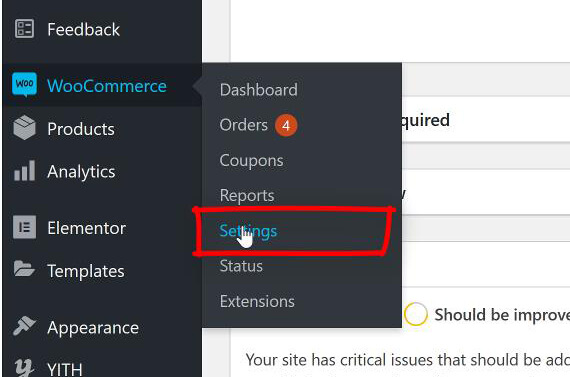 Feedback
WOO
WooCommerce
Products
Analytics
Elementor
Templates
Appearance
YITH
Dashboard
Orders 4
Coupons
Reports
Settings
Status
Extensions
quired
Should be improve
Your site has critical issues that should be add